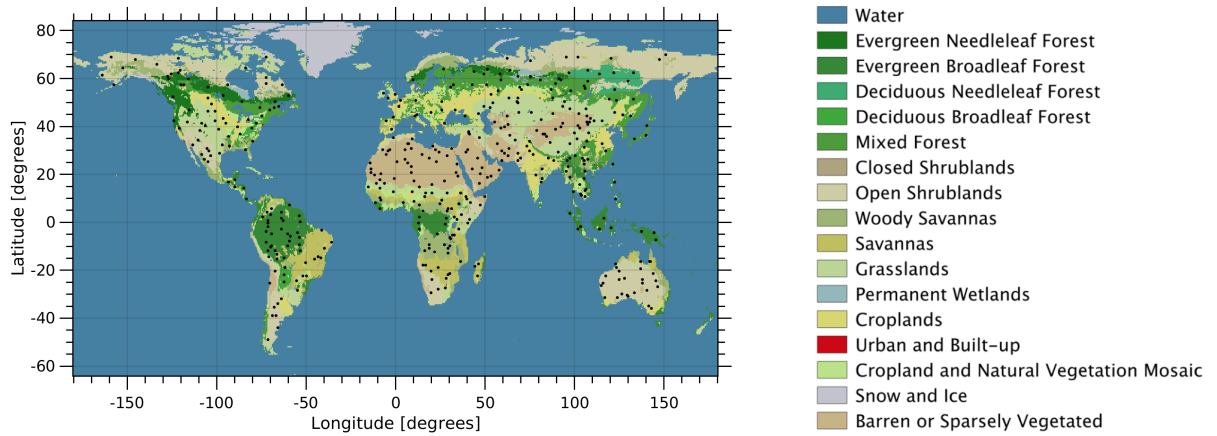 80
60
40
20
0
-20
-40
-60
Latitude [degrees]
-150
-100
-50
0
50
100
150
Longitude [degrees]
Water
Evergreen Needleleaf Forest
Evergreen Broadleaf Forest
Deciduous Needleleaf Forest
Deciduous Broadleaf Forest
Mixed Forest
Closed Shrublands
Open Shrublands
Woody Savannas
Savannas
Grasslands
Permanent Wetlands
Croplands
Urban and Built-up
Cropland and Natural Vegetation Mosaic
Snow and Ice
Barren or Sparsely Vegetated